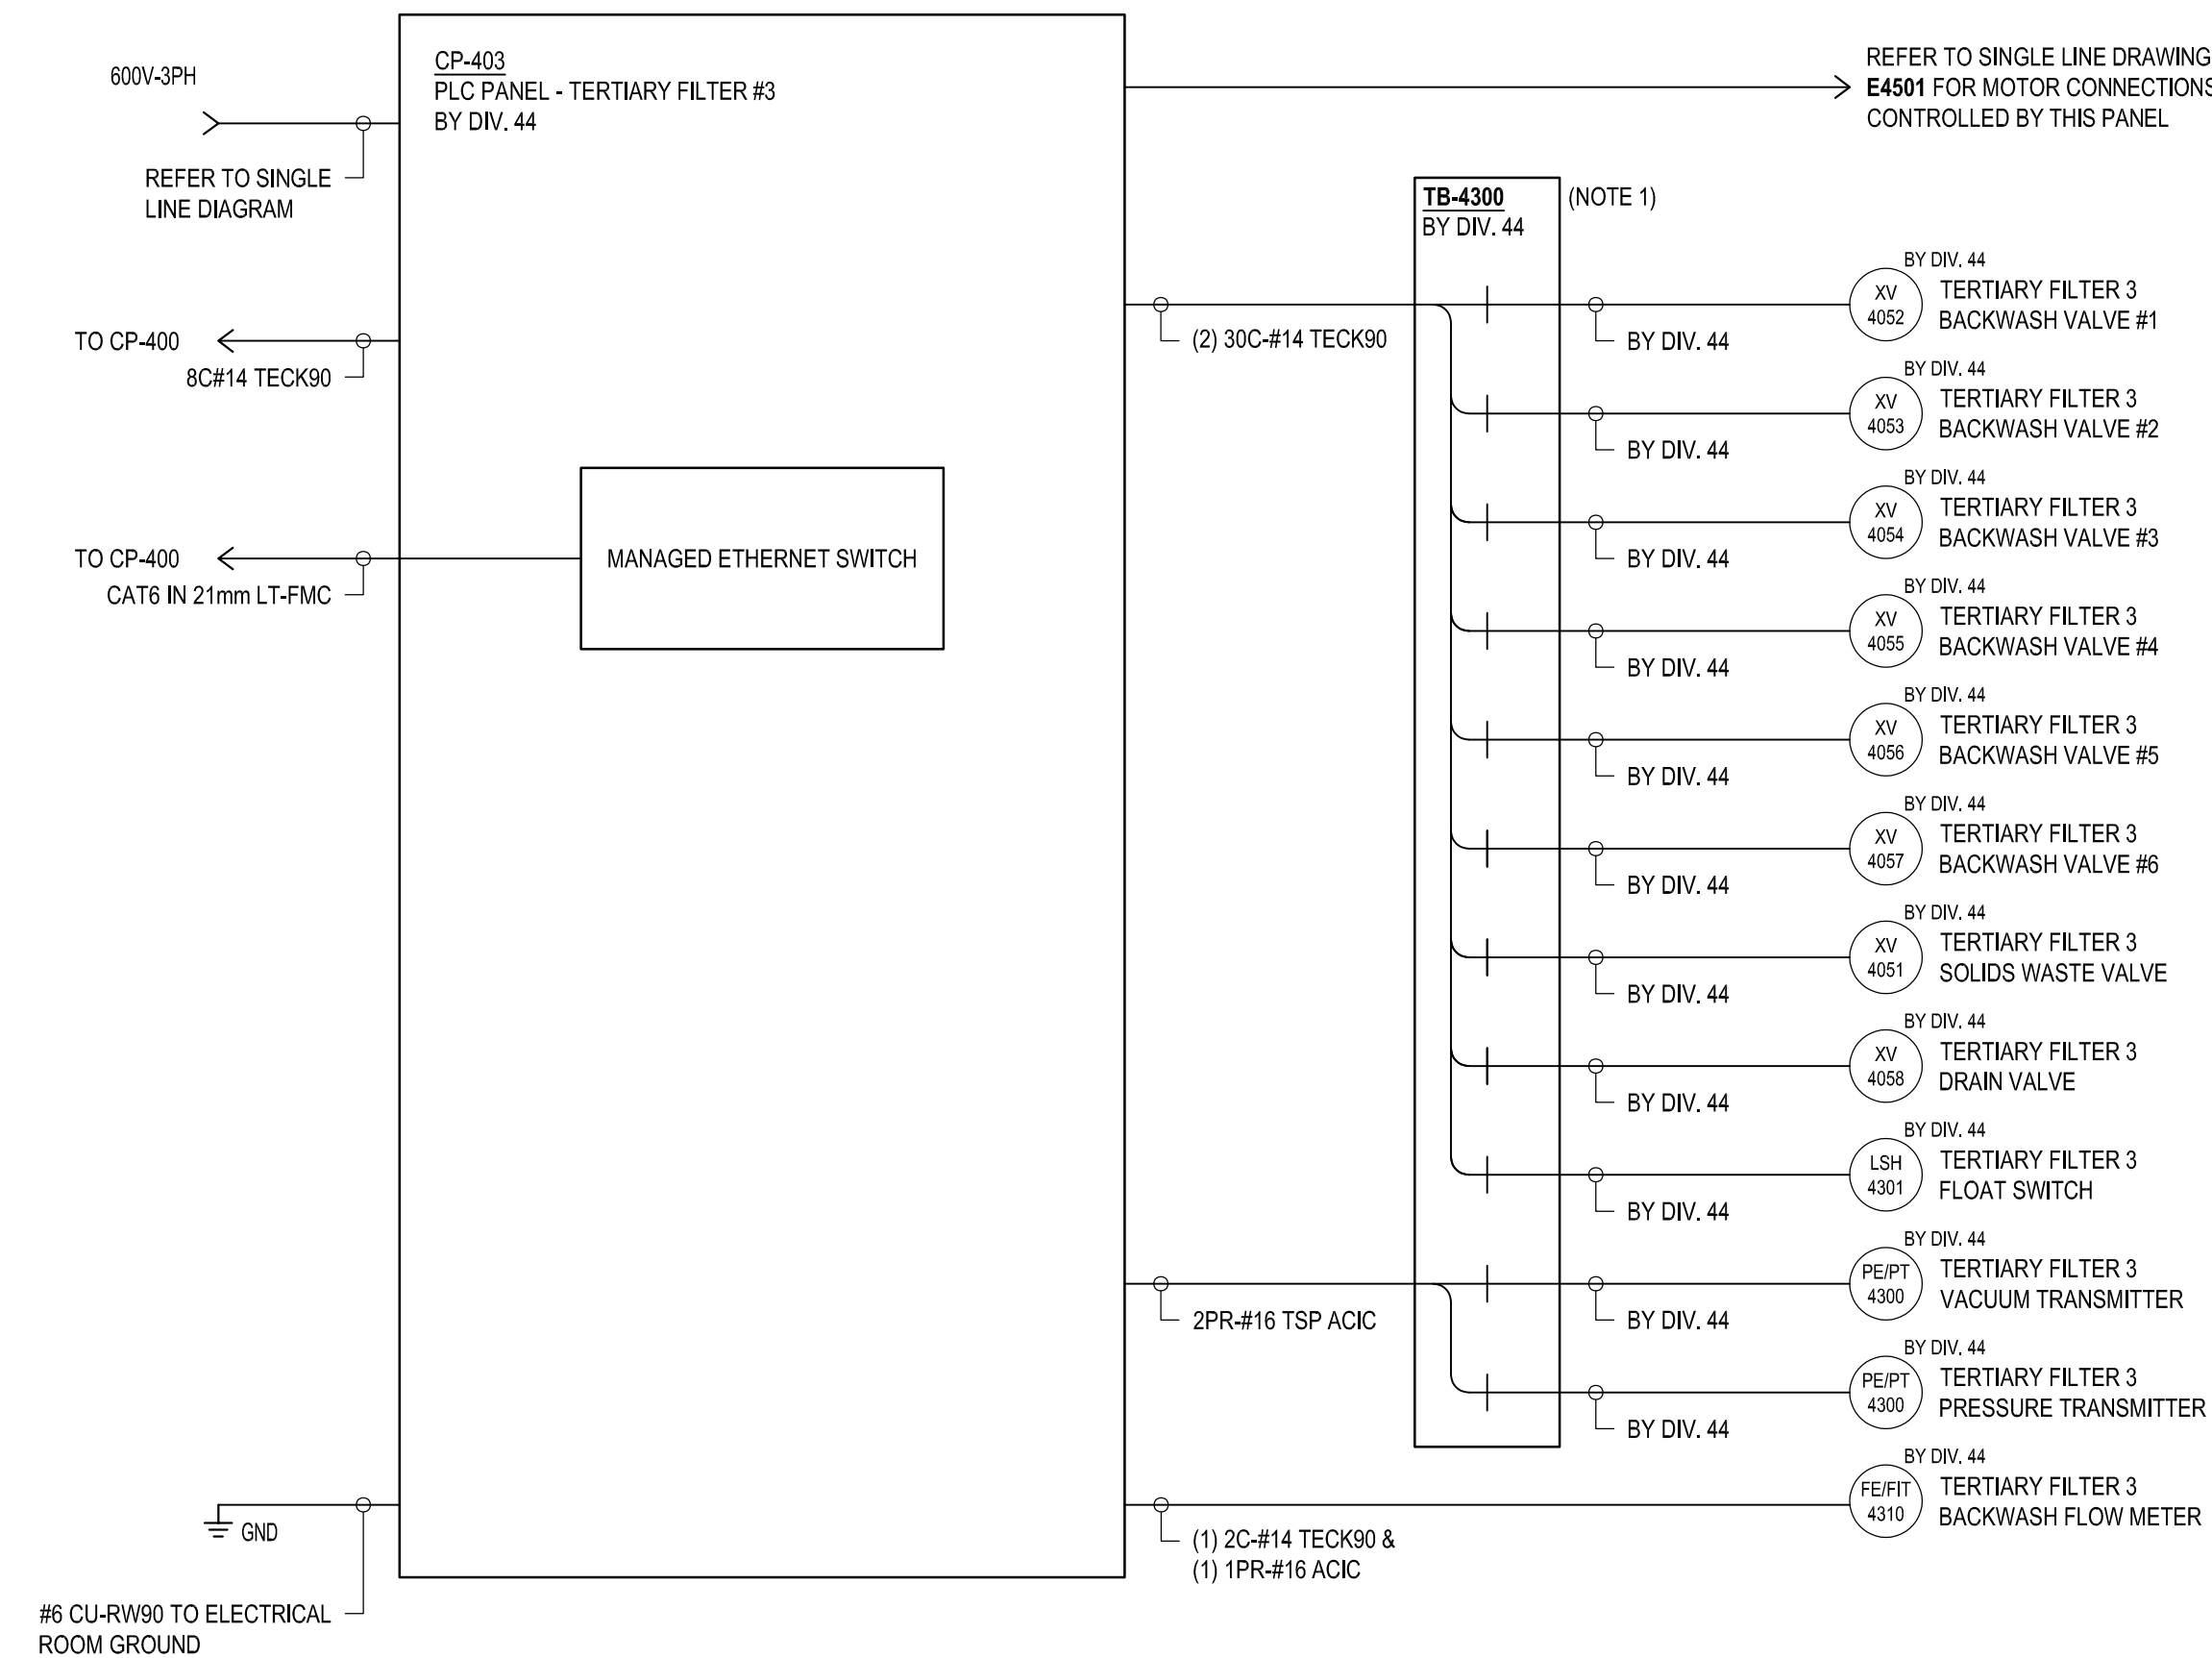 600V-3PH
REFER TO SINGLE
LINE DIAGRAM
TO CP-400
8C#14 TECK90
TO CP-400
CAT6 IN 21mm LT-FMC
GND
#6 CU-RW90 TO ELECTRICAL
ROOM GROUND
CP-403
PLC PANEL - TERTIARY FILTER #3
BY DIV. 44
MANAGED ETHERNET SWITCH
REFER TO SINGLE LINE DRAWING
E4501 FOR MOTOR CONNECTIONS
CONTROLLED BY THIS PANEL
TB-4300
BY DIV. 44
(NOTE 1)
(2) 30C-#14 TECK90
2PR-#16 TSP ACIC
(1) 2C-#14 TECK90 &
(1) 1PR-#16 ACIC
BY DIV. 44
XV
4052
TERTIARY FILTER 3
BACKWASH VALVE #1
BY DIV. 44
BY DIV. 44
XV
4053
TERTIARY FILTER 3
BACKWASH VALVE #2
BY DIV. 44
BY DIV. 44
XV
4054
TERTIARY FILTER 3
BACKWASH VALVE #3
BY DIV. 44
BY DIV. 44
XV
4055
TERTIARY FILTER 3
BACKWASH VALVE #4
BY DIV. 44
BY DIV. 44
XV
4056
TERTIARY FILTER 3
BACKWASH VALVE #5
BY DIV. 44
BY DIV. 44
XV
4057
TERTIARY FILTER 3
BACKWASH VALVE #6
BY DIV. 44
BY DIV. 44
XV
4051
TERTIARY FILTER 3
SOLIDS WASTE VALVE
BY DIV. 44
BY DIV. 44
XV
4058
TERTIARY FILTER 3
DRAIN VALVE
BY DIV. 44
BY DIV. 44
LSH
4301
TERTIARY FILTER 3
FLOAT SWITCH
BY DIV. 44
BY DIV. 44
PE/PT
4300
TERTIARY FILTER 3
VACUUM TRANSMITTER
BY DIV. 44
BY DIV. 44
PE/PT
4300
TERTIARY FILTER 3
PRESSURE TRANSMITTER
BY DIV. 44
BY DIV. 44
FE/FIT
4310
TERTIARY FILTER 3
BACKWASH FLOW METER